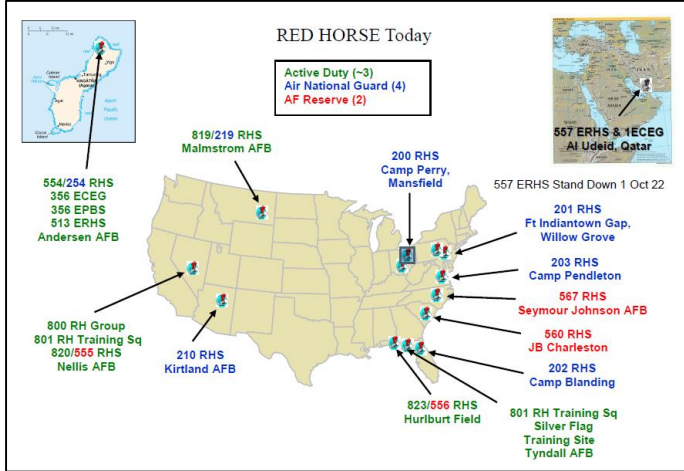 RED HORSE Today
Active Duty (~3)
Air National Guard (4)
AF Reserve (2)
557 ERHS & 1ECEG
Al Udeid, Qatar
557 ERHS Stand Down 1 Oct 22
819/219 RHS
Malmstrom AFB
200 RHS
Camp Perry,
Mansfield
554/254 RHS
356 ECEG
356 EPBS
513 ERHS
Andersen AFB
201 RHS
Ft Indiantown Gap,
Willow Grove
203 RHS
Camp Pendleton
567 RHS
Seymour Johnson AFB
800 RH Group
801 RH Training Sq
820/555 RHS
Nellis AFB
210 RHS
Kirtland AFB
560 RHS
JB Charleston
202 RHS
Camp Blanding
823/556 RHS
Hurlburt Field
801 RH Training Sq
Silver Flag
Training Site
Tyndall AFB